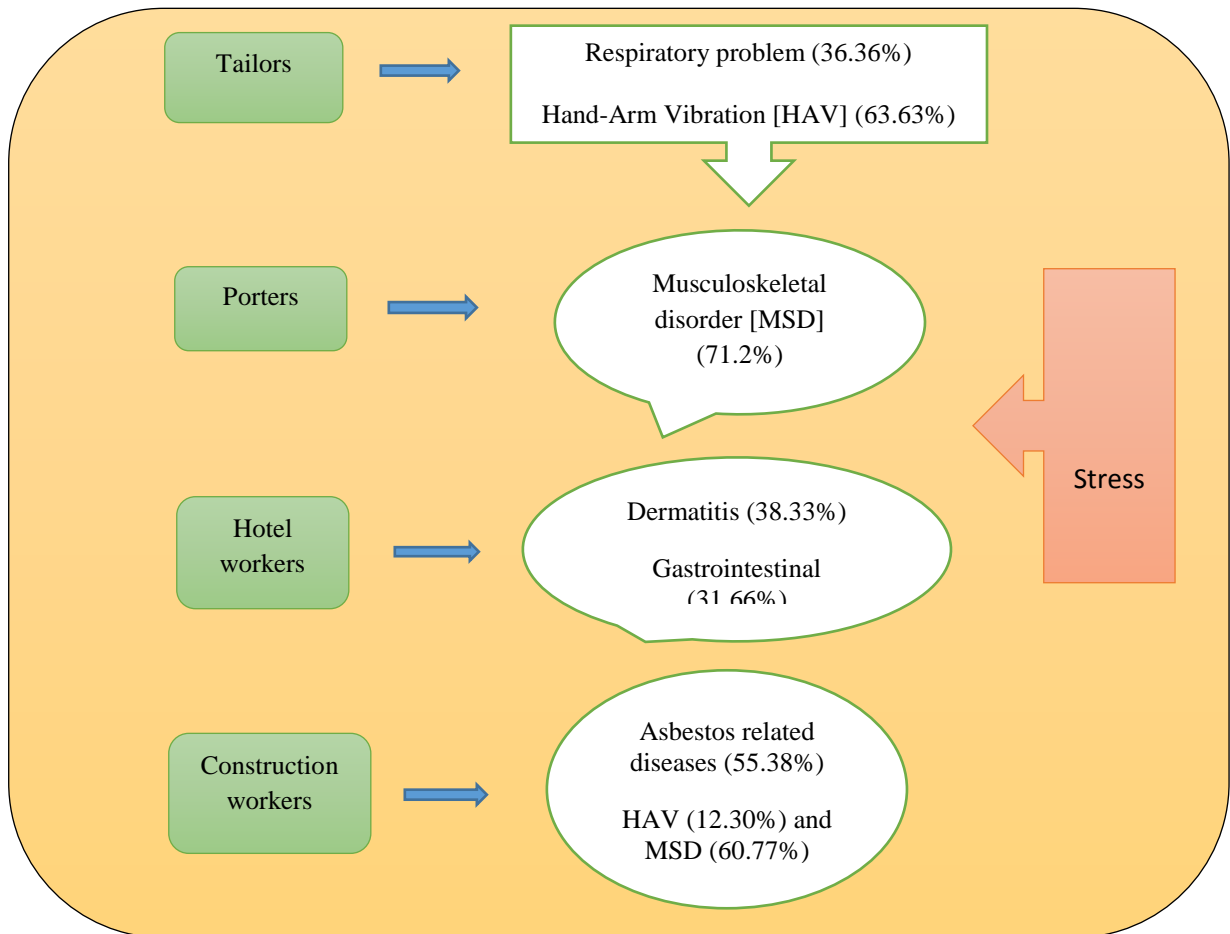 Tailors
Respiratory problem (36.36%)
Hand-Arm Vibration [HAV] (63.63%)
Porters
Musculoskeletal
disorder [MSD]
(71.2%)
Stress
Hotel
workers
Dermatitis (38.33%)
Gastrointestinal
(31.66%)
Construction
workers
Asbestos related
diseases (55.38%)
HAV (12.30%) and
MSD (60.77%)